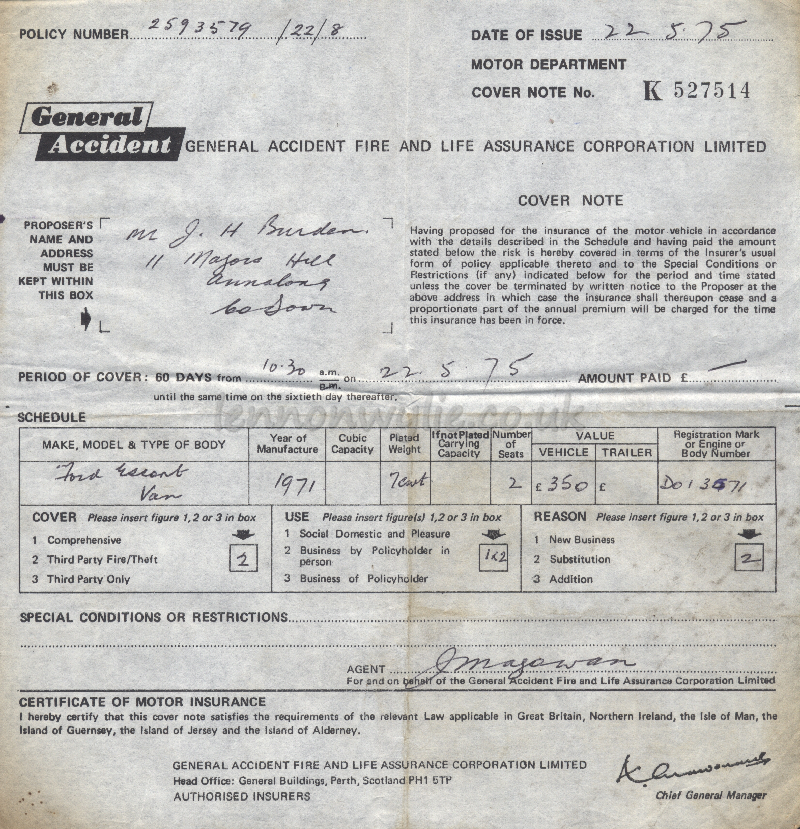 POLICY NUMBER 2593579 /22/8
DATE OF ISSUE 22 5.75
MOTOR DEPARTMENT
COVER NOTE No. K 527514
General
Accident
GENERAL ACCIDENT FIRE AND LIFE ASSURANCE CORPORATION LIMITED
COVER NOTE
PROPOSER'S
NAME AND
ADDRESS
MUST BE
KEPT WITHIN
THIS BOX
Mr J. H Burden.
11 Majors Hill
Annalong
Co Down
Having proposed for the insurance of the motor vehicle in accordance
with the details described in the Schedule and having paid the amount
stated below the risk is hereby covered in terms of the Insurer's usual
form of policy applicable thereto and to the Special Conditions or
Restrictions (if any) indicated below for the period and time stated
unless the cover be terminated by written notice to the Proposer at the
above address in which case the insurance shall thereupon cease and a
proportionate part of the annual premium will be charged for the time
this insurance has been in force.
PERIOD OF COVER: 60 DAYS from 10.30 a.m. p.m. on 22 5. 75 AMOUNT PAID £ —
until the same time on the sixtieth day thereafter.
lennonwylie.co.uk
SCHEDULE
MAKE, MODEL & TYPE OF BODY
Year of Manufacture
Cubic Capacity
Plated Weight
If not Plated Carrying Capacity
Number of Seats
VALUE
VEHICLE
TRAILER
Registration Mark or Engine or Body Number
Ford Escort
Van
1971
7cwt
2
£ 350
£
DOI 3671
COVER Please insert figure 1, 2 or 3 in box
1 Comprehensive
2 Third Party Fire/Theft
3 Third Party Only
2
USE Please insert figure(s) 1, 2 or 3 in box
1 Social Domestic and Pleasure
2 Business by Policyholder in
person
3 Business of Policyholder
1&2
REASON Please insert figure 1, 2 or 3 in box
1 New Business
2 Substitution
3 Addition
2
SPECIAL CONDITIONS OR RESTRICTIONS
AGENT J Magowan
For and on behalf of the General Accident Fire and Life Assurance Corporation Limited
CERTIFICATE OF MOTOR INSURANCE
I hereby certify that this cover note satisfies the requirements of the relevant Law applicable in Great Britain, Northern Ireland, the Isle of Man, the
Island of Guernsey, the Island of Jersey and the Island of Alderney.
GENERAL ACCIDENT FIRE AND LIFE ASSURANCE CORPORATION LIMITED
Head Office: General Buildings, Perth, Scotland PH1 5TP
AUTHORISED INSURERS
Chief General Manager